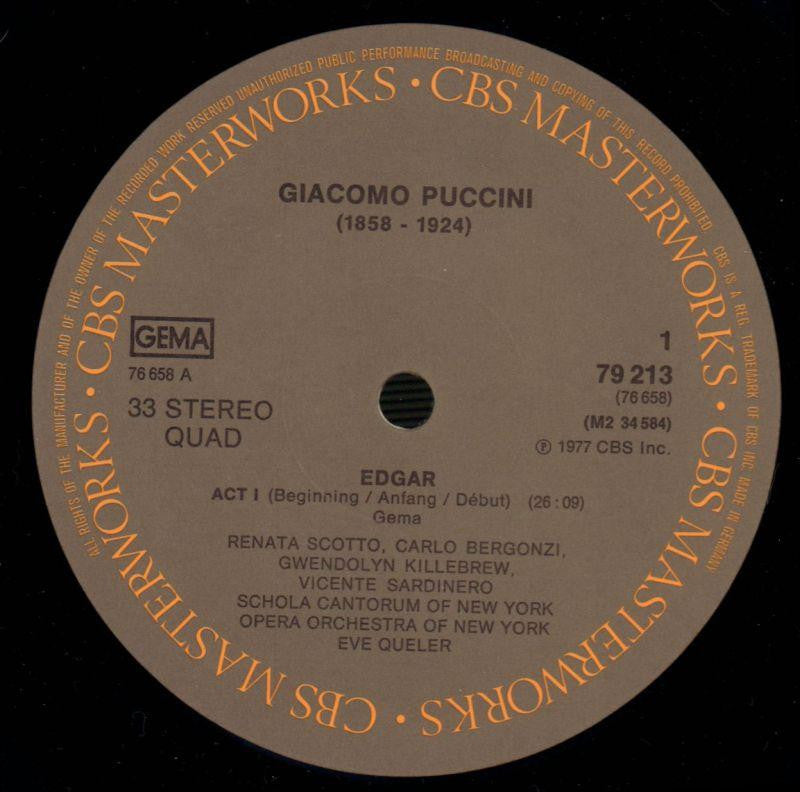 ALL RIGHTS OF THE MANUFACTURER AND OF THE OWNER OF THE RECORDED WORK RESERVED UNAUTHORIZED PUBLIC PERFORMANCE BROADCASTING AND COPYING OF THIS RECORD PROHIBITED. CBS IS A REG. TRADEMARK OF CBS INC. MADE IN GERMANY
CBS MASTERWORKS • CBS MASTERWORKS • CBS MASTERWORKS • CBS MASTERWORKS •
GIACOMO PUCCINI
(1858 - 1924)
GEMA
76 658 A
33 STEREO
QUAD
1
79 213
(76 658)
(M2 34 584)
℗ 1977 CBS Inc.
EDGAR
ACT I (Beginning / Anfang / Début) (26:09)
Gema
RENATA SCOTTO, CARLO BERGONZI,
GWENDOLYN KILLEBREW,
VICENTE SARDINERO
SCHOLA CANTORUM OF NEW YORK
OPERA ORCHESTRA OF NEW YORK
EVE QUELER